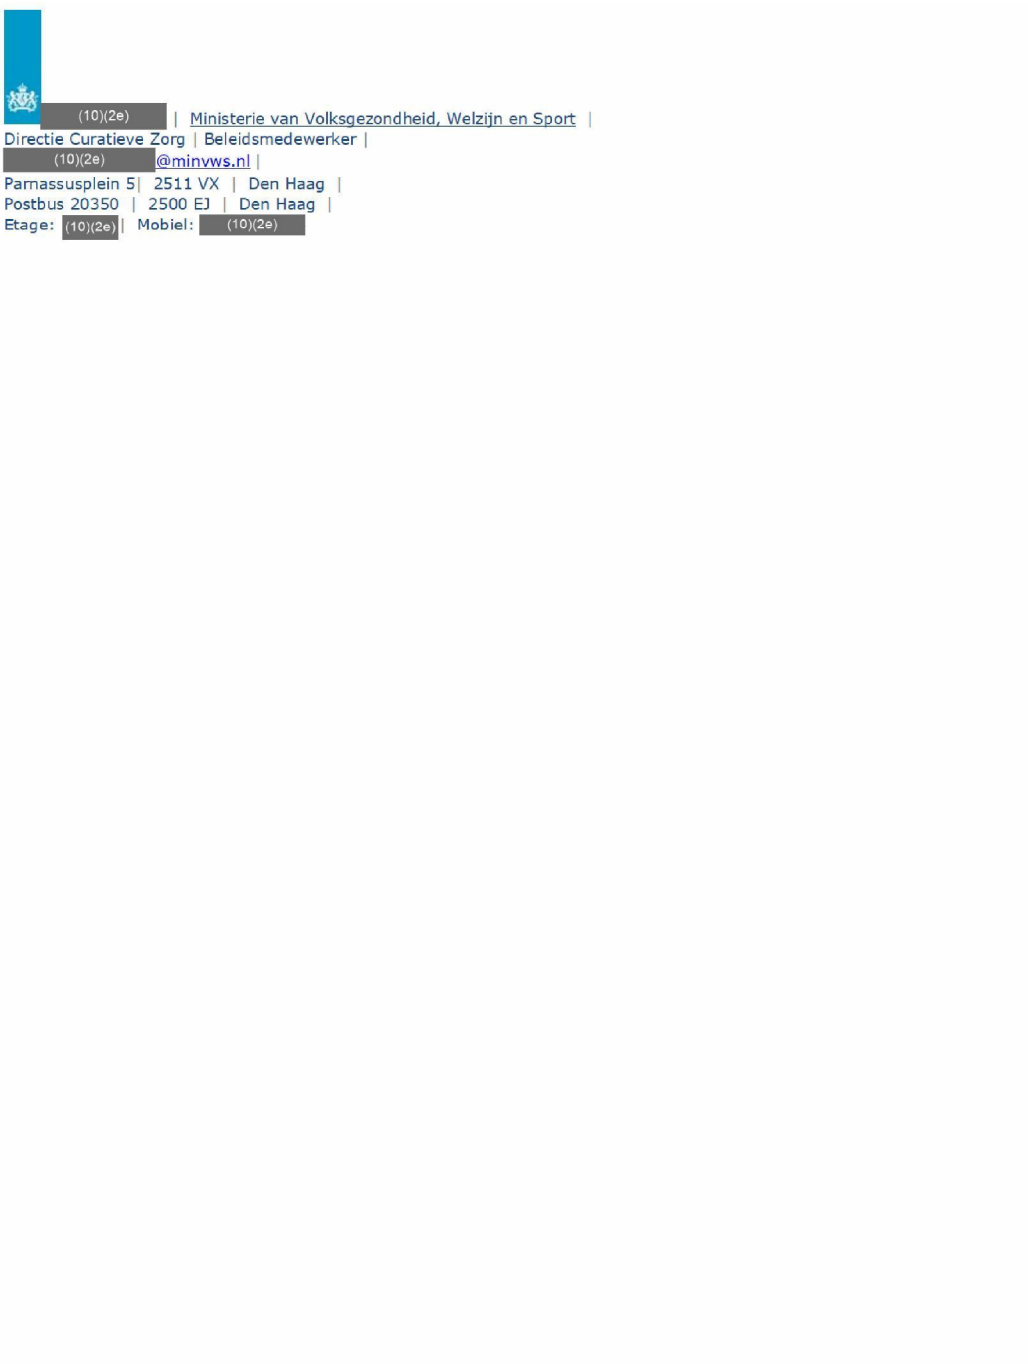 (10)(2e) | Ministerie van Volksgezondheid, Welzijn en Sport |
Directie Curatieve Zorg | Beleidsmedewerker |
(10)(2e) @minvws.nl |
Parnassusplein 5| 2511 VX | Den Haag |
Postbus 20350 | 2500 EJ | Den Haag |
Etage: (10)(2e) | Mobiel: (10)(2e)